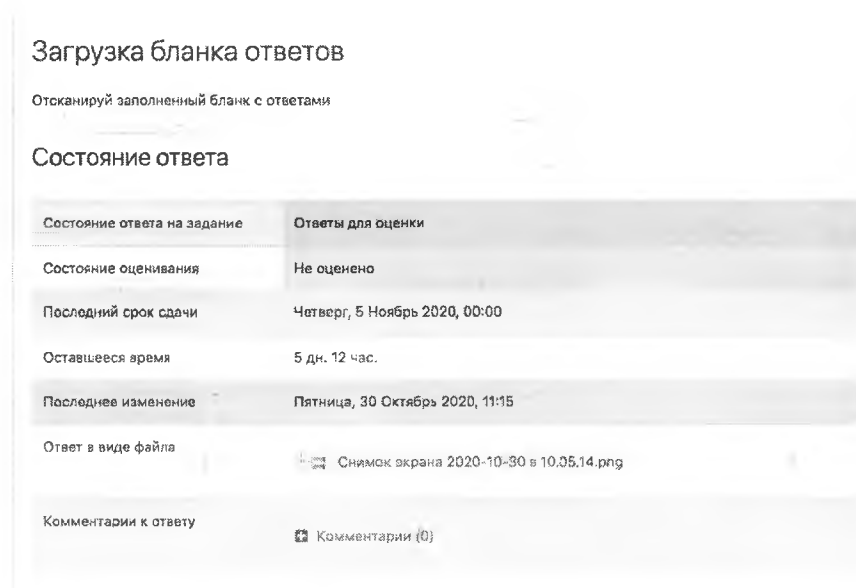 Загрузка бланка ответов
Отсканируй заполненный бланк с ответами
Состояние ответа
Состояние ответа на задание Ответы для оценки
Состояние оценивания Не оценено
Последний срок сдачи Четверг, 5 Ноябрь 2020, 00:00
Оставшееся время 5 дн. 12 час.
Последнее изменение Пятница, 30 Октябрь 2020, 11:15
Ответ в виде файла Снимок экрана 2020-10-30 в 10.05.14.png
Комментарии к ответу Комментарии (0)